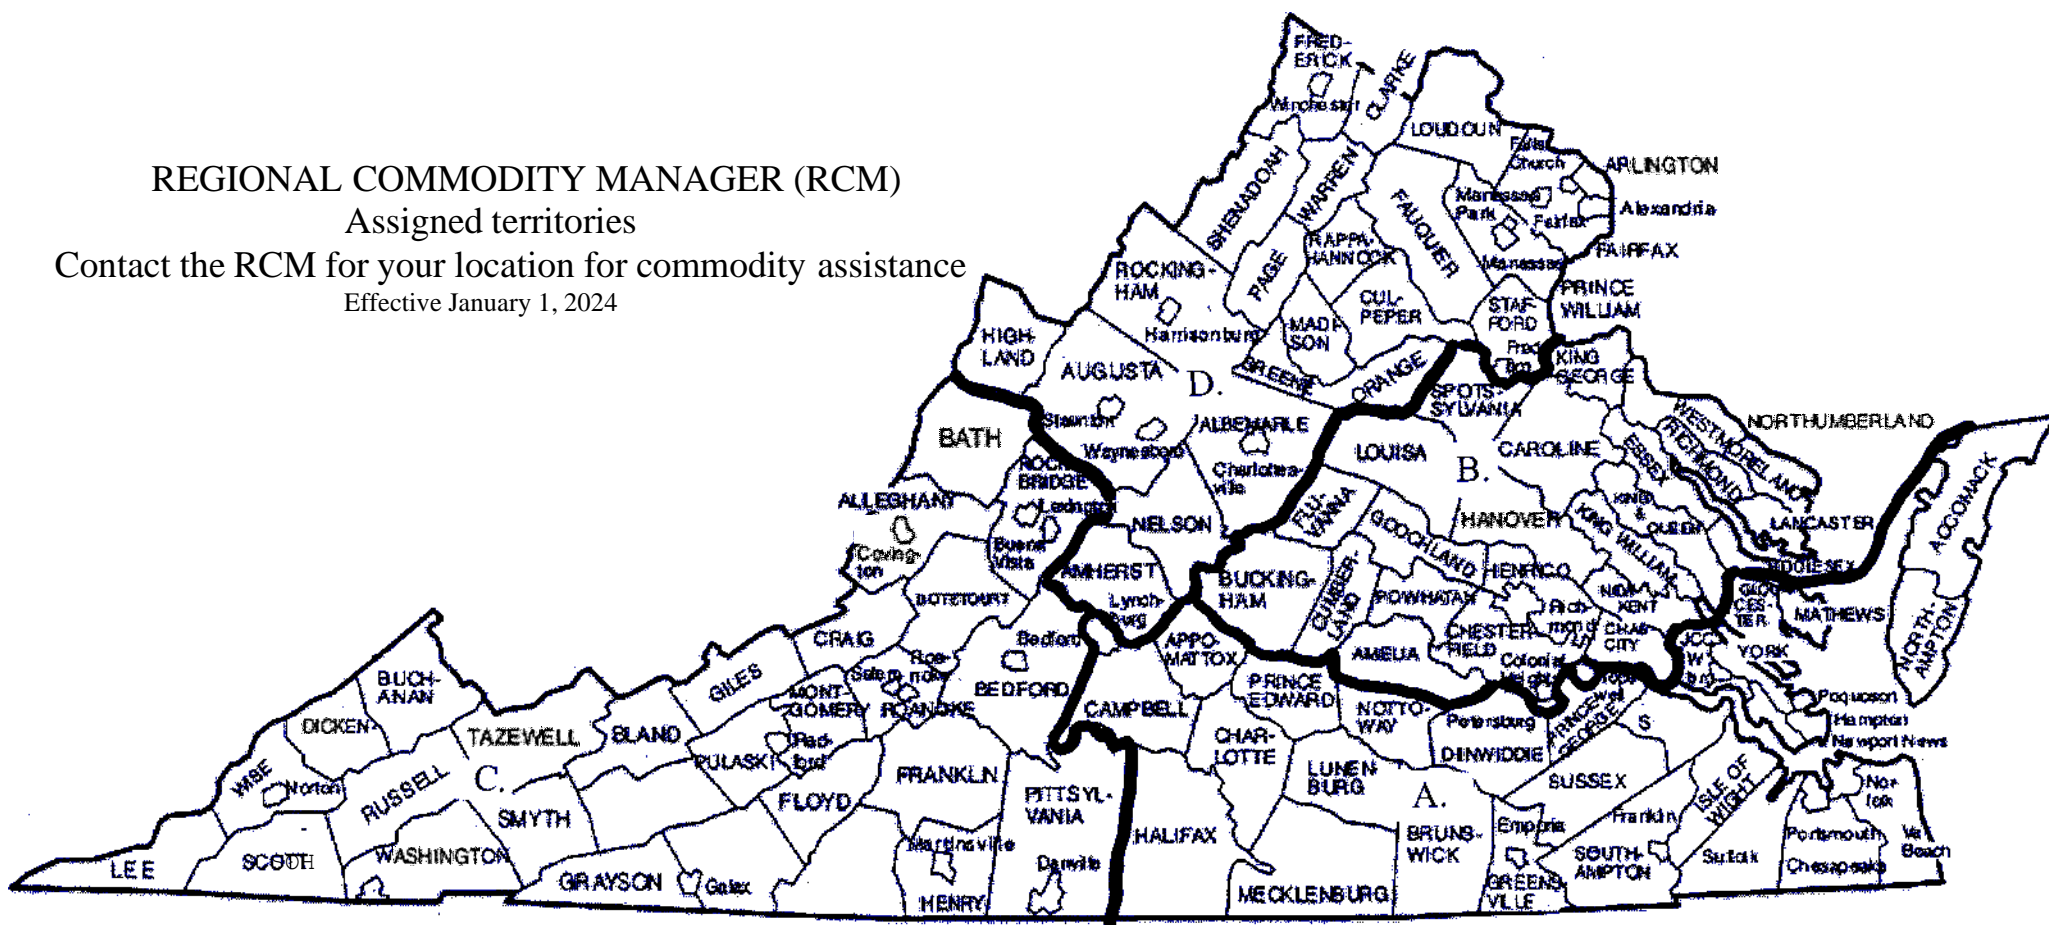 REGIONAL COMMODITY MANAGER (RCM)
Assigned territories
Contact the RCM for your location for commodity assistance
Effective January 1, 2024
FRED-
ERICK
Winchester
CLARKE
LOUDOUN
Falls
Church
ARLINGTON
SHENADOAH
WARREN
FAUQUIER
Manassas
Park
Fairfax
Alexandria
FAIRFAX
Manassas
PRINCE
WILLIAM
ROCKING-
HAM
Harrisonburg
PAGE
RAPPA-
HANNOCK
CUL-
PEPER
STAF-
FORD
MADI-
SON
GREENE
ORANGE
KING
GEORGE
HIGH-
LAND
AUGUSTA
D.
Staunton
Waynesboro
ALBEMARLE
SPOTS-
SYLVANIA
WESTMORELAND
NORTHUMBERLAND
RICHMOND
ESSEX
BATH
ROCK
BRIDGE
Lexington
LOUISA
B.
CAROLINE
ALLEGHANY
Coving-
ton
Buena
Vista
NELSON
FLU-
VANNA
GOOCHLAND
HANOVER
KING
&
QUEEN
KING WILLIAM
LANCASTER
ACCOMACK
BOTETOURT
AMHERST
Lynch-
burg
BUCKING-
HAM
CUMBER-
LAND
POWHATAN
HENRICO
Rich-
mond
NEW
KENT
MIDDLESEX
GLOU-
CES-
TER
MATHEWS
NORTH-
AMPTON
CRAIG
Bedford
APPO-
MATTOX
AMELIA
CHESTER-
FIELD
Colonial
Heights
CHAS
CITY
JCC
YORK
GILES
Salem
Roa-
noke
BEDFORD
PRINCE
EDWARD
Petersburg
PRINCE
GEORGE
S
Poquoson
Hampton
Newport News
BUCH-
ANAN
DICKEN-
TAZEWELL
BLAND
MONT-
GOMERY
ROANOKE
CAMPBELL
CHAR-
LOTTE
NOTTO-
WAY
DINWIDDIE
WISE
Norton
RUSSELL
C.
PULASKI
Rad-
ford
FRANKLIN
LUNEN
BURG
A.
SUSSEX
ISLE OF
WIGHT
Nor-
folk
SMYTH
FLOYD
PITTSYL-
VANIA
HALIFAX
BRUNS-
WICK
Emporia
Franklin
Portsmouth
Va
Beach
LEE
SCOTH
WASHINGTON
GRAYSON
Galax
Martinsville
HENRY
Danville
MECKLENBURG
GREENS-
VILLE
SOUTH-
AMPTON
Suffolk
Chesapeake